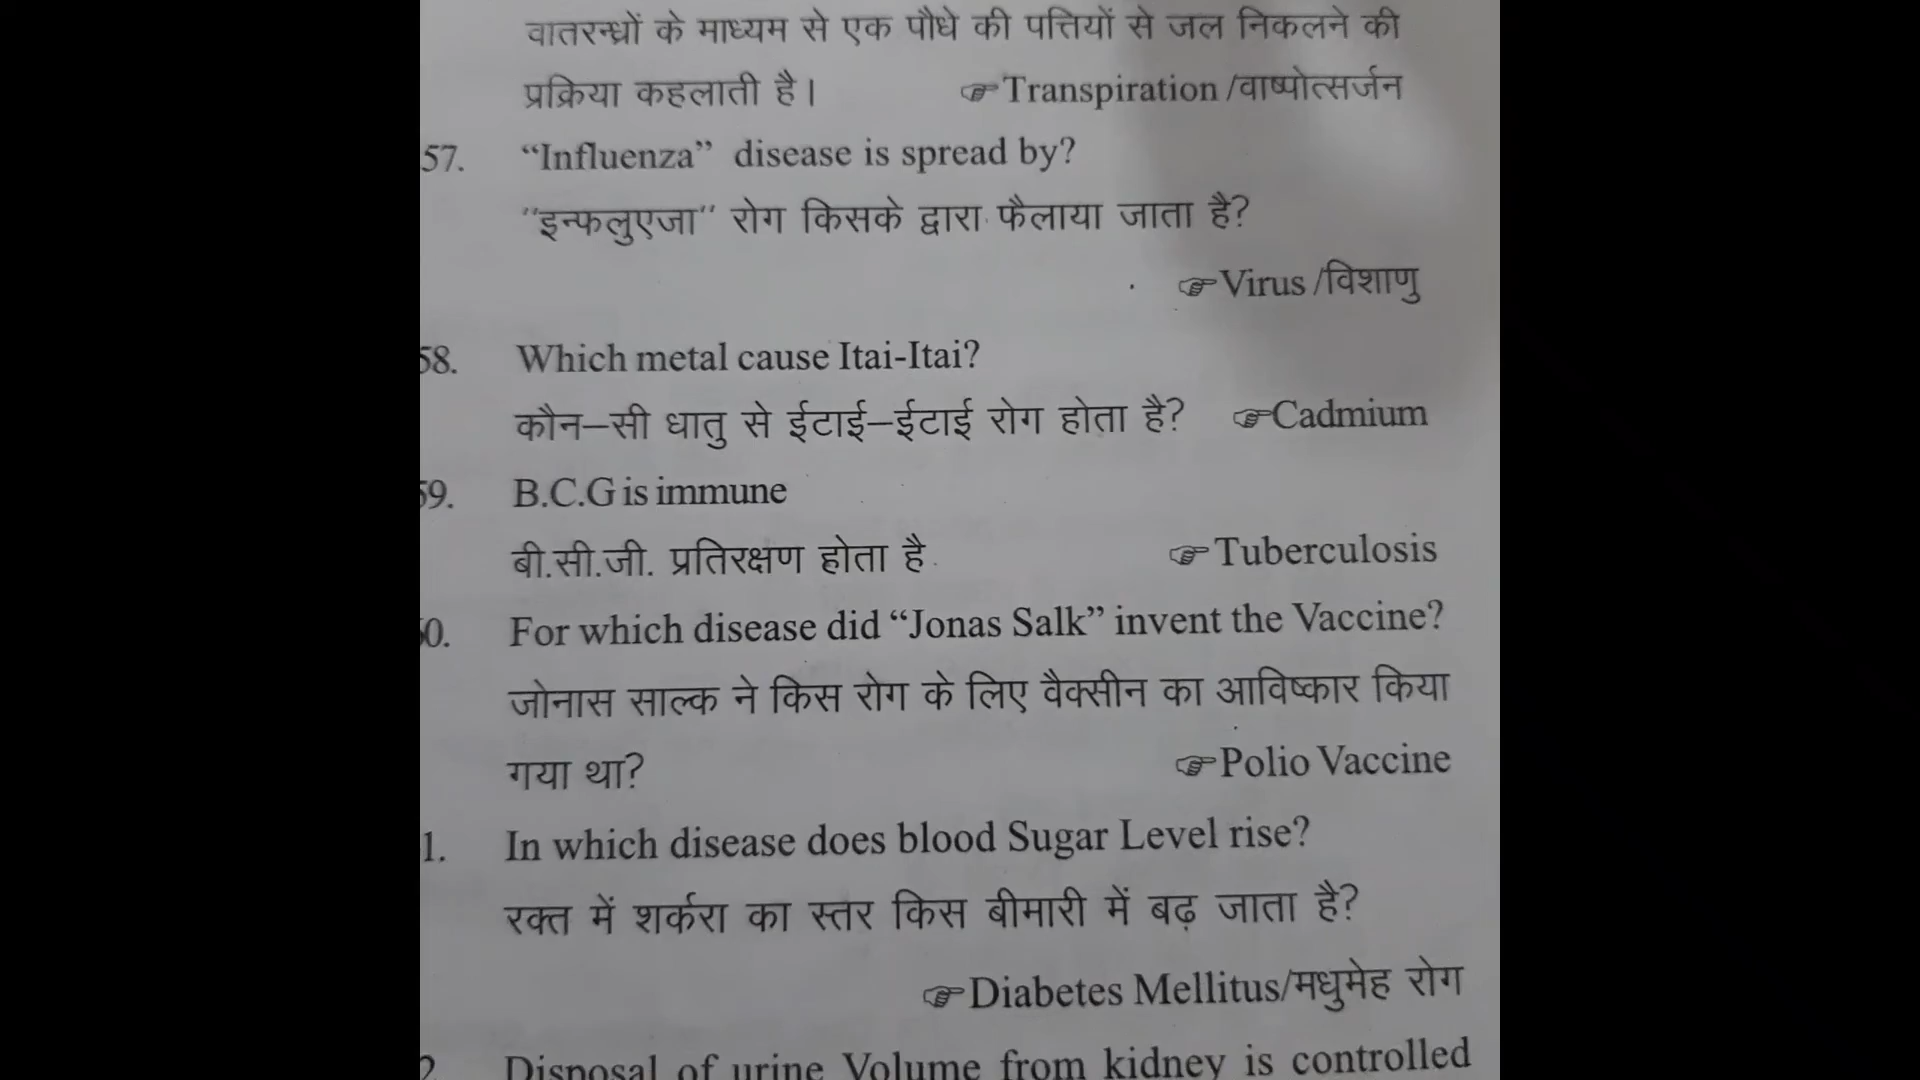 वातरन्ध्रों के माध्यम से एक पौधे की पत्तियों से जल निकलने की
प्रक्रिया कहलाती है। ☞Transpiration /वाष्पोत्सर्जन
57. “Influenza” disease is spread by?
"इन्फलुएजा" रोग किसके द्वारा फैलाया जाता है?
☞Virus /विशाणु
58. Which metal cause Itai-Itai?
कौन–सी धातु से ईटाई–ईटाई रोग होता है? ☞Cadmium
59. B.C.G is immune
बी.सी.जी. प्रतिरक्षण होता है ☞Tuberculosis
0. For which disease did “Jonas Salk” invent the Vaccine?
जोनास साल्क ने किस रोग के लिए वैक्सीन का आविष्कार किया
गया था? ☞Polio Vaccine
1. In which disease does blood Sugar Level rise?
रक्त में शर्करा का स्तर किस बीमारी में बढ़ जाता है?
☞Diabetes Mellitus/मधुमेह रोग
2. Disposal of urine Volume from kidney is controlled